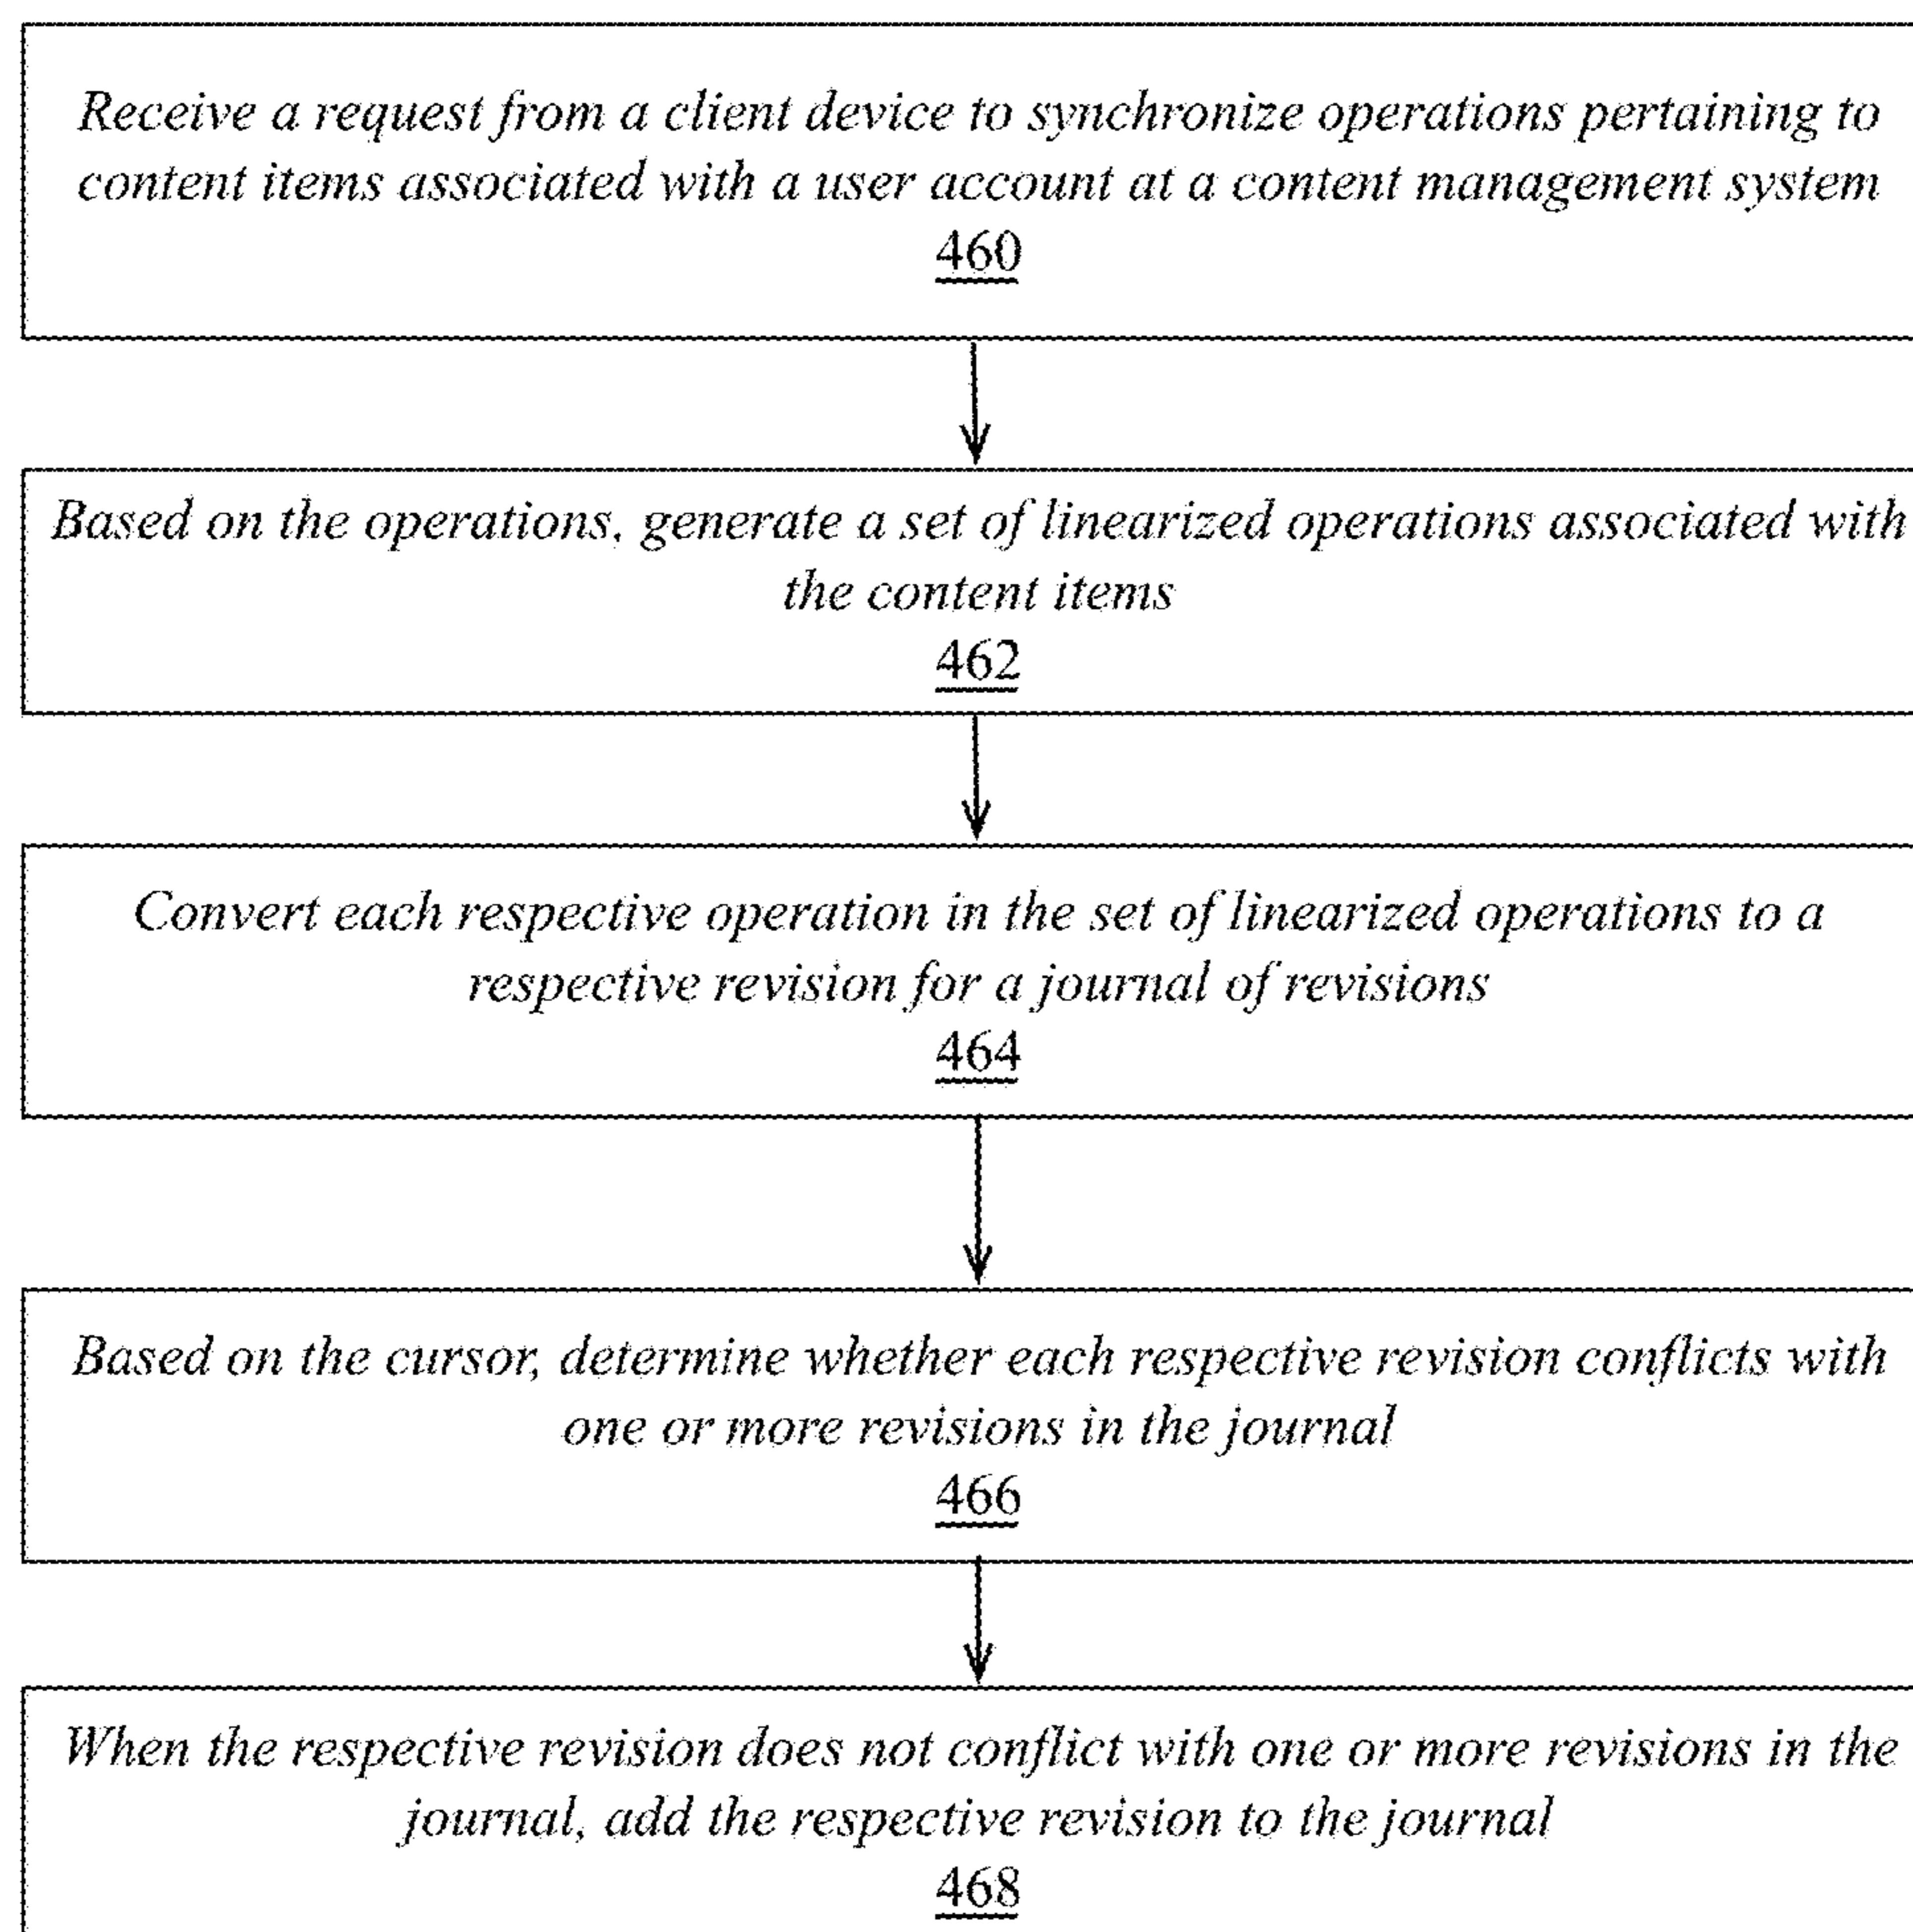 Receive a request from a client device to synchronize operations pertaining to
content items associated with a user account at a content management system
460
Based on the operations, generate a set of linearized operations associated with
the content items
462
Convert each respective operation in the set of linearized operations to a
respective revision for a journal of revisions
464
Based on the cursor, determine whether each respective revision conflicts with
one or more revisions in the journal
466
When the respective revision does not conflict with one or more revisions in the
journal, add the respective revision to the journal
468